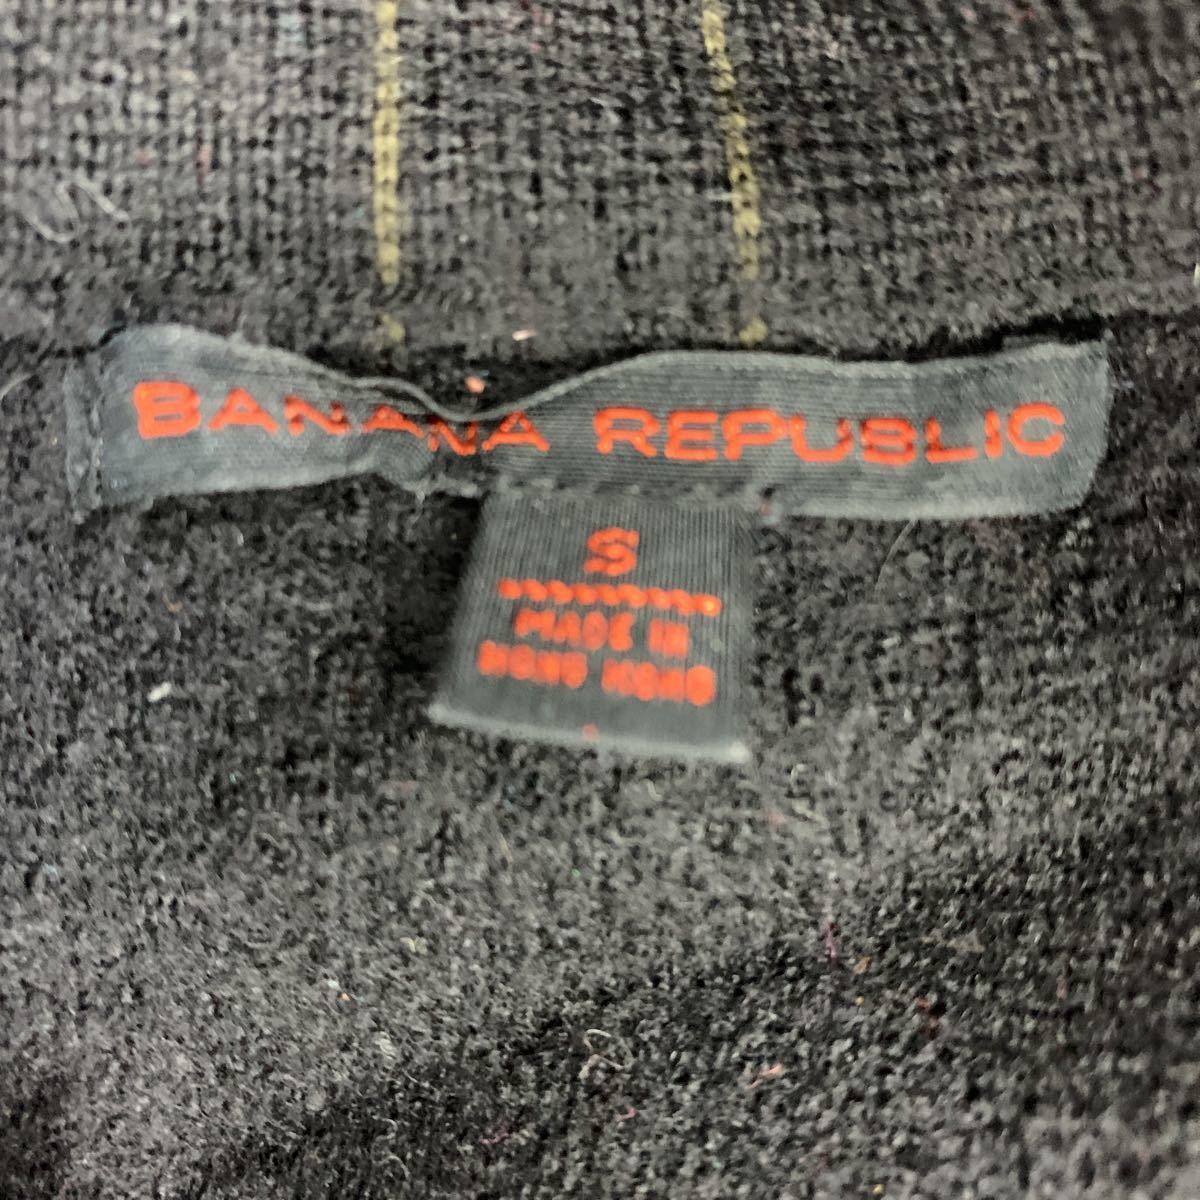 BANANA REPUBLIC
S
MADE IN
HONG KONG